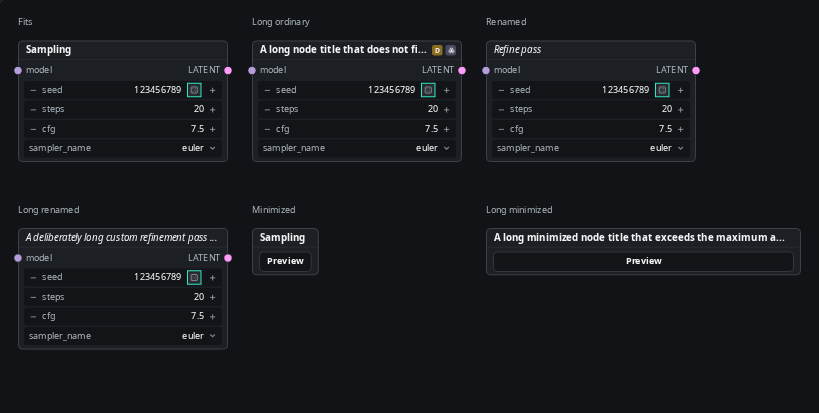 Fits
Long ordinary
Renamed
Sampling
A long node title that does not fi... D
Refine pass
model LATENT
model LATENT
model LATENT
− seed 123456789 +
− seed 123456789 +
− seed 123456789 +
− steps 20 +
− steps 20 +
− steps 20 +
− cfg 7.5 +
− cfg 7.5 +
− cfg 7.5 +
sampler_name euler
sampler_name euler
sampler_name euler
Long renamed
Minimized
Long minimized
A deliberately long custom refinement pass ...
Sampling
A long minimized node title that exceeds the maximum a...
model LATENT
Preview
Preview
− seed 123456789 +
− steps 20 +
− cfg 7.5 +
sampler_name euler